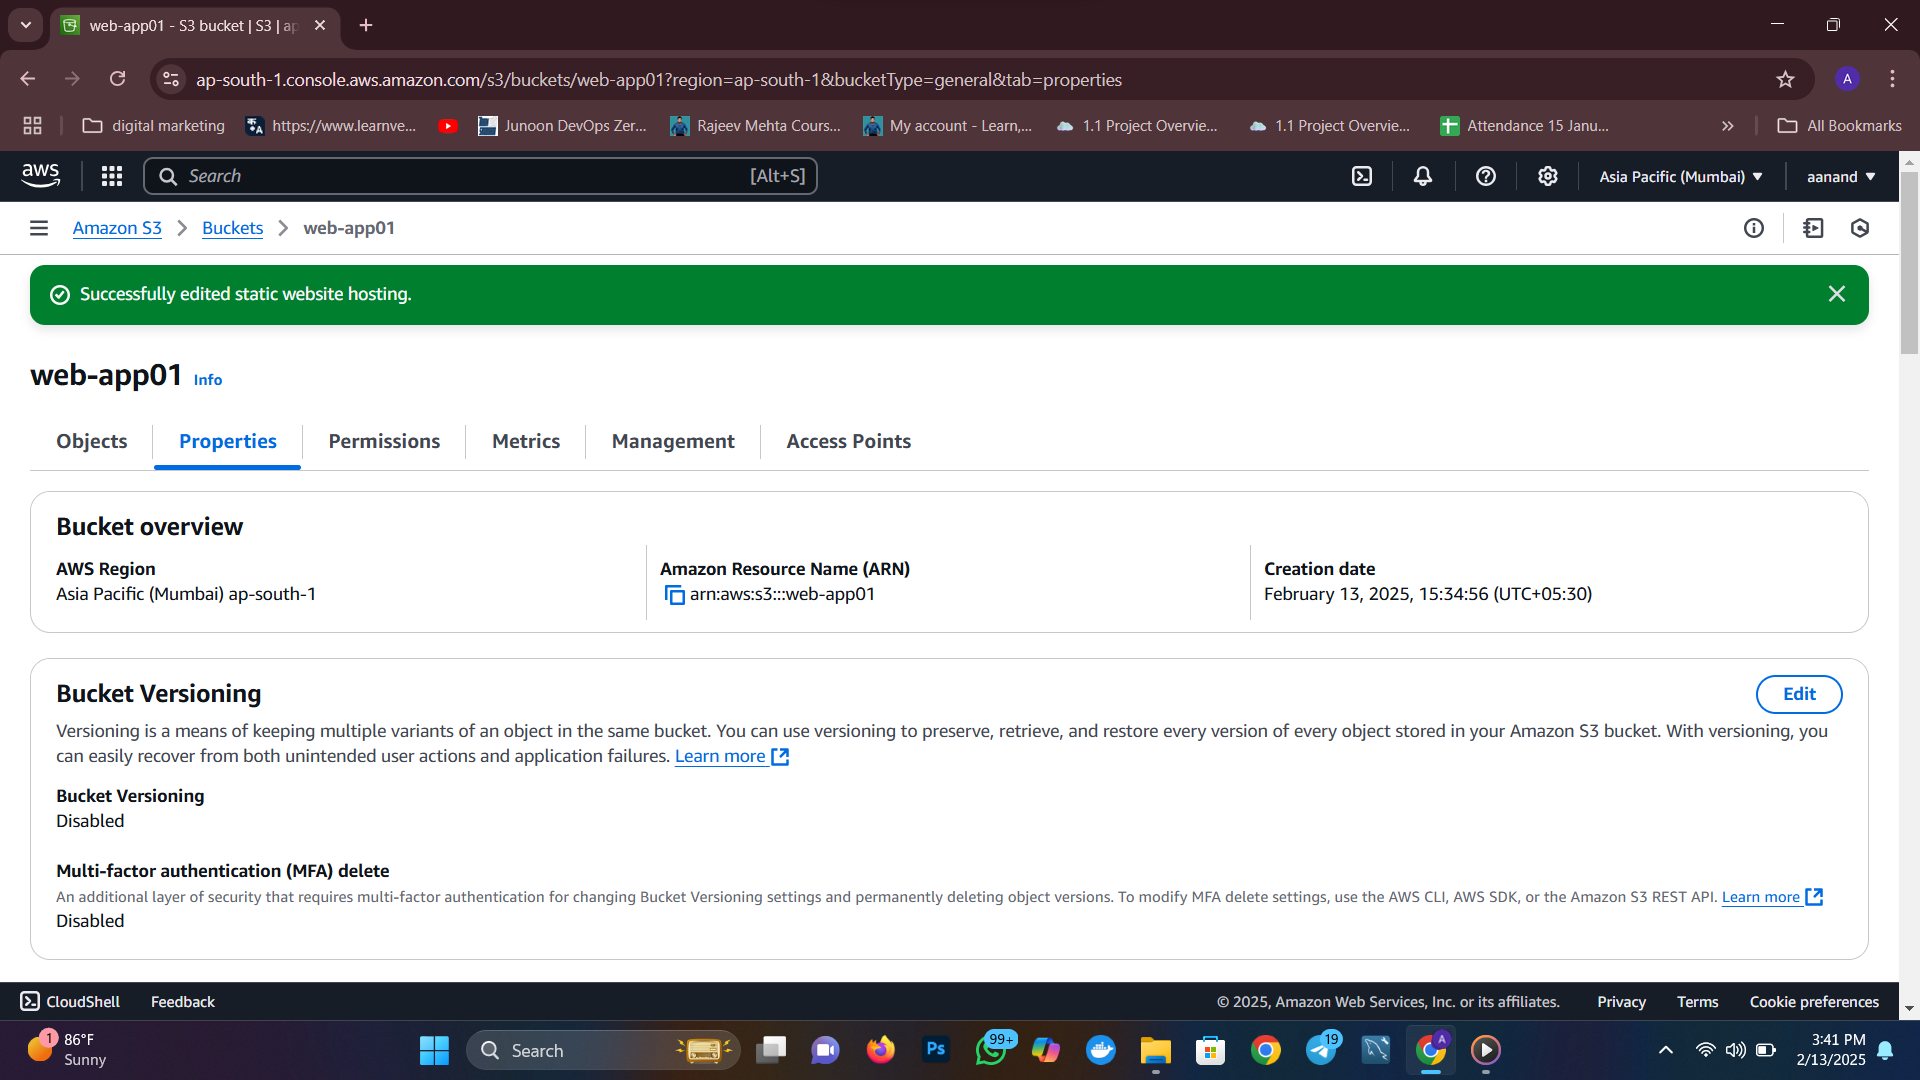 web-app01 - S3 bucket | S3 | ap
ap-south-1.console.aws.amazon.com/s3/buckets/web-app01?region=ap-south-1&bucketType=general&tab=properties
A
digital marketing
https://www.learnve...
Junoon DevOps Zer...
Rajeev Mehta Cours...
My account - Learn,...
1.1 Project Overvie...
1.1 Project Overvie...
Attendance 15 Janu...
All Bookmarks
aws
Search
[Alt+S]
Asia Pacific (Mumbai)
aanand
Amazon S3
Buckets
web-app01
Successfully edited static website hosting.
web-app01 Info
Objects
Properties
Permissions
Metrics
Management
Access Points
Bucket overview
AWS Region
Asia Pacific (Mumbai) ap-south-1
Amazon Resource Name (ARN)
arn:aws:s3:::web-app01
Creation date
February 13, 2025, 15:34:56 (UTC+05:30)
Bucket Versioning
Edit
Versioning is a means of keeping multiple variants of an object in the same bucket. You can use versioning to preserve, retrieve, and restore every version of every object stored in your Amazon S3 bucket. With versioning, you
can easily recover from both unintended user actions and application failures. Learn more
Bucket Versioning
Disabled
Multi-factor authentication (MFA) delete
An additional layer of security that requires multi-factor authentication for changing Bucket Versioning settings and permanently deleting object versions. To modify MFA delete settings, use the AWS CLI, AWS SDK, or the Amazon S3 REST API. Learn more
Disabled
CloudShell
Feedback
© 2025, Amazon Web Services, Inc. or its affiliates.
Privacy
Terms
Cookie preferences
1
86°F
Sunny
Search
Ps
99+
19
A
3:41 PM
2/13/2025